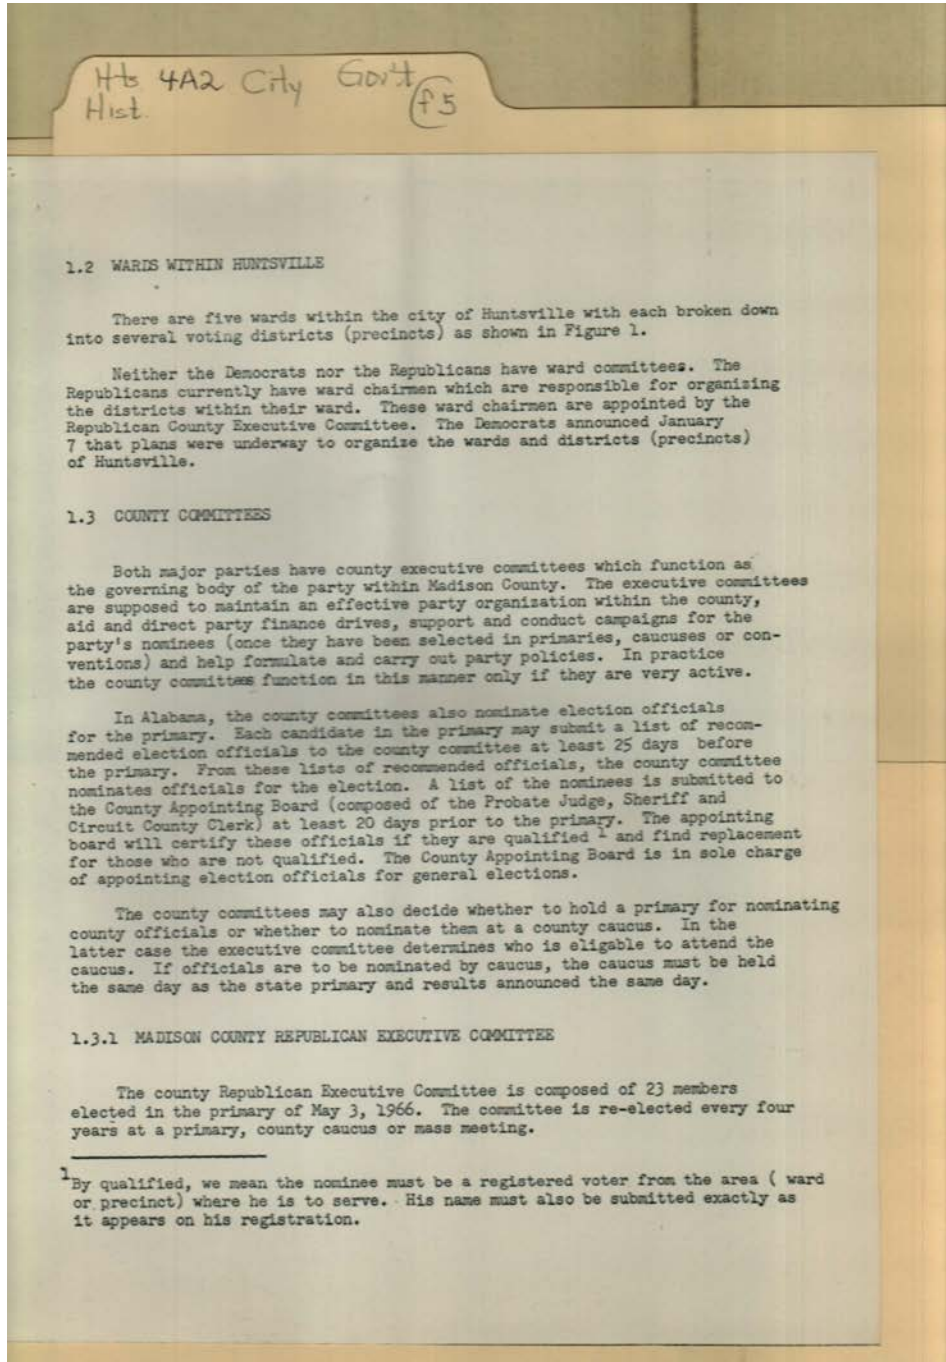 Hts 4A2 City Gov't
Hist.
f5
1.2 WARDS WITHIN HUNTSVILLE
There are five wards within the city of Huntsville with each broken down
into several voting districts (precincts) as shown in Figure 1.
Neither the Democrats nor the Republicans have ward committees. The
Republicans currently have ward chairmen which are responsible for organizing
the districts within their ward. These ward chairmen are appointed by the
Republican County Executive Committee. The Democrats announced January
7 that plans were underway to organize the wards and districts (precincts)
of Huntsville.
1.3 COUNTY COMMITTEES
Both major parties have county executive committees which function as
the governing body of the party within Madison County. The executive committees
are supposed to maintain an effective party organization within the county,
aid and direct party finance drives, support and conduct campaigns for the
party's nominees (once they have been selected in primaries, caucuses or con-
ventions) and help formulate and carry out party policies. In practice
the county committees function in this manner only if they are very active.
In Alabama, the county committees also nominate election officials
for the primary. Each candidate in the primary may submit a list of recom-
mended election officials to the county committee at least 25 days before
the primary. From these lists of recommended officials, the county committee
nominates officials for the election. A list of the nominees is submitted to
the County Appointing Board (composed of the Probate Judge, Sheriff and
Circuit County Clerk) at least 20 days prior to the primary. The appointing
board will certify these officials if they are qualified 1 and find replacement
for those who are not qualified. The County Appointing Board is in sole charge
of appointing election officials for general elections.
The county committees may also decide whether to hold a primary for nominating
county officials or whether to nominate them at a county caucus. In the
latter case the executive committee determines who is eligable to attend the
caucus. If officials are to be nominated by caucus, the caucus must be held
the same day as the state primary and results announced the same day.
1.3.1 MADISON COUNTY REPUBLICAN EXECUTIVE COMMITTEE
The county Republican Executive Committee is composed of 23 members
elected in the primary of May 3, 1966. The committee is re-elected every four
years at a primary, county caucus or mass meeting.
1By qualified, we mean the nominee must be a registered voter from the area ( ward
or precinct) where he is to serve. His name must also be submitted exactly as
it appears on his registration.